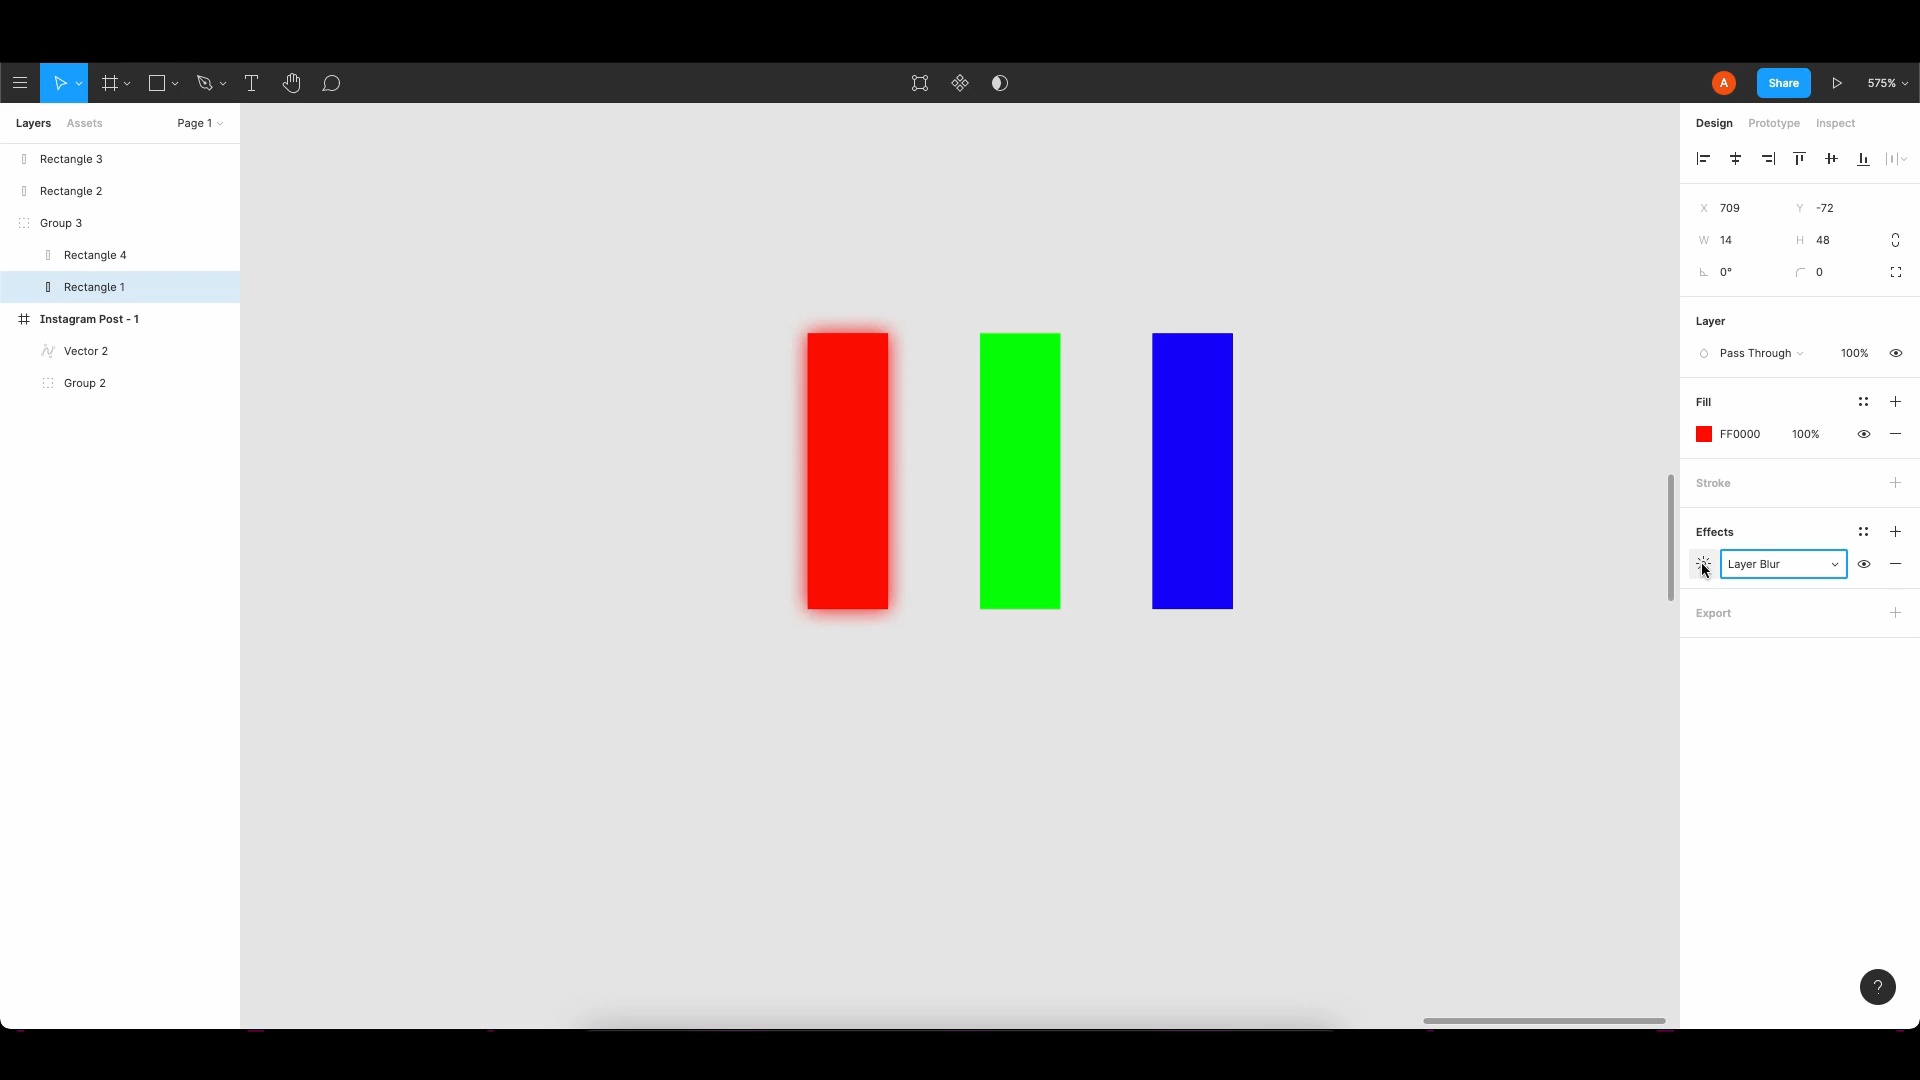 A
Share
575%
Layers Assets Page 1
Rectangle 3
Rectangle 2
Group 3
Rectangle 4
Rectangle 1
Instagram Post - 1
Vector 2
Group 2
Design Prototype Inspect
X 709 Y -72
W 14 H 48
0° 0
Layer
Pass Through 100%
Fill
FF0000 100%
Stroke
Effects
Layer Blur
Export
?